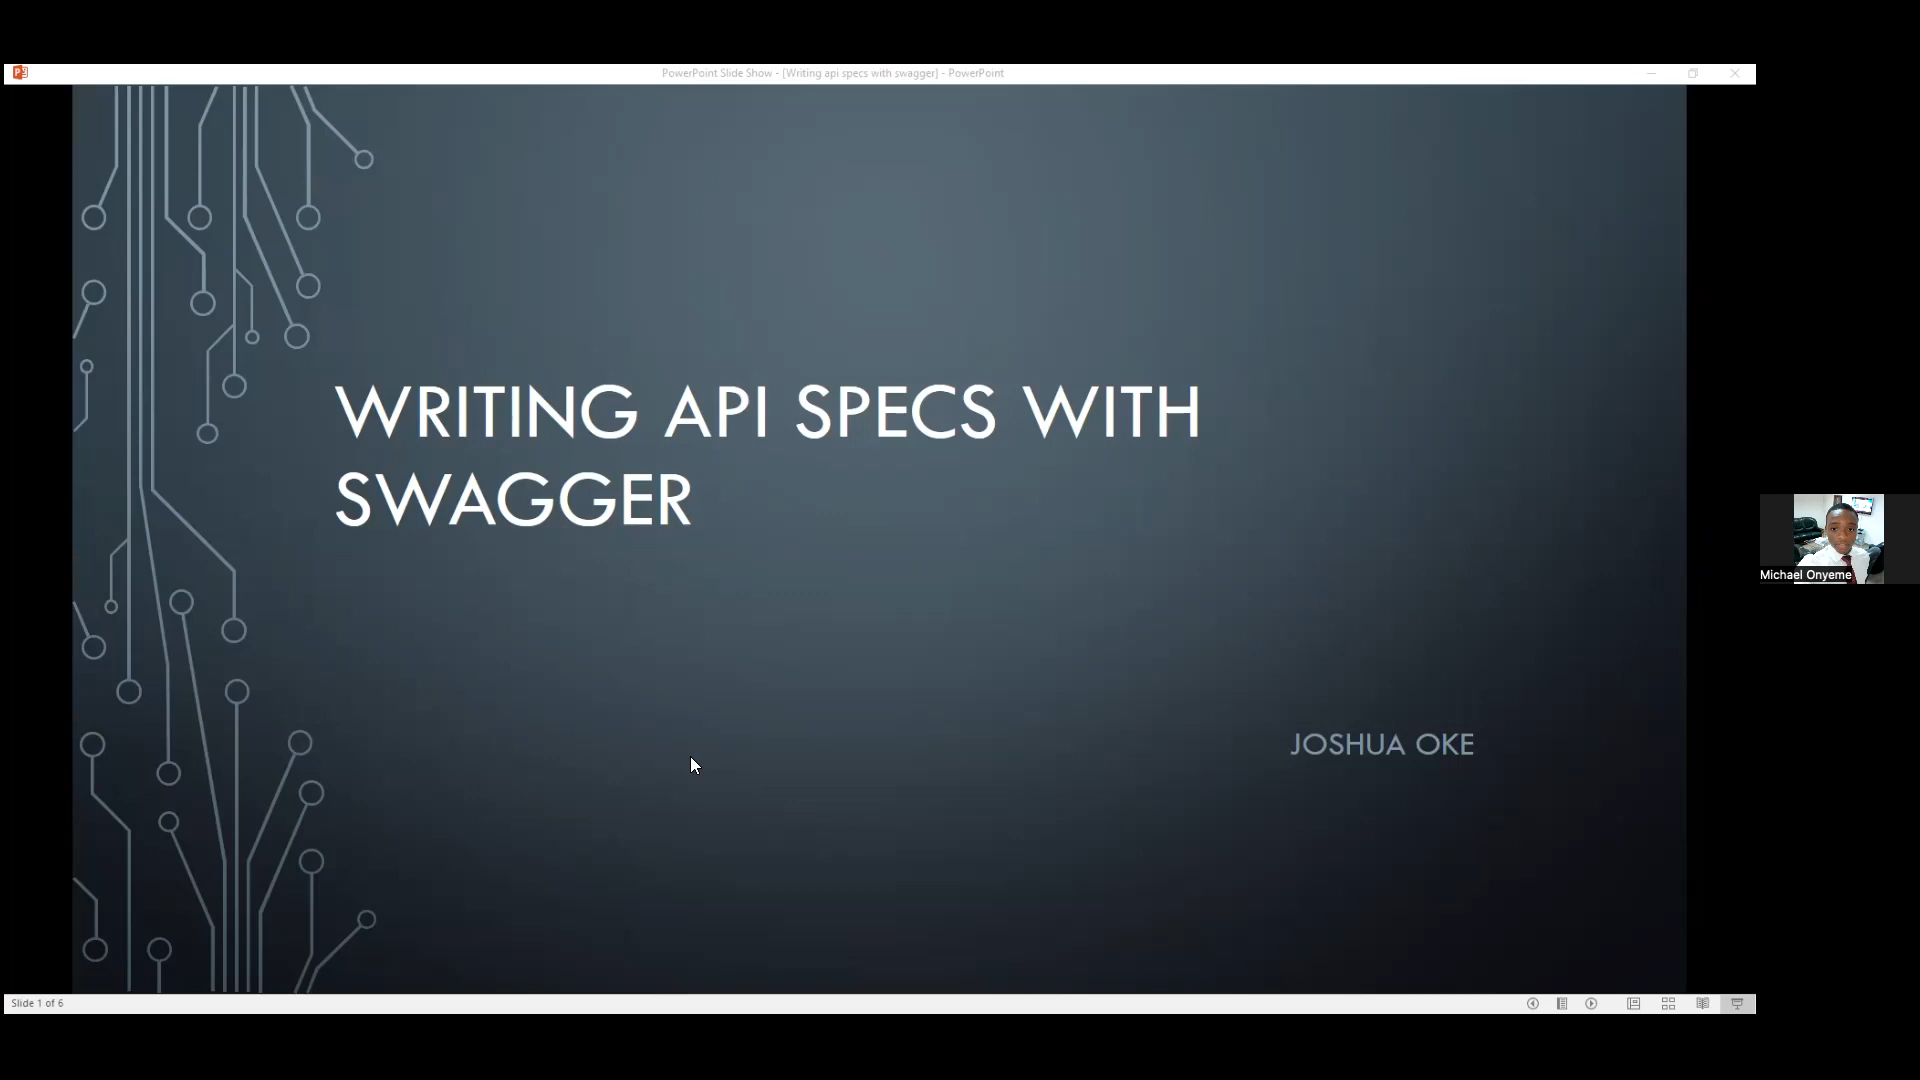 PowerPoint Slide Show - [Writing api specs with swagger] - PowerPoint
WRITING API SPECS WITH
SWAGGER
JOSHUA OKE
Michael Onyeme
Slide 1 of 6